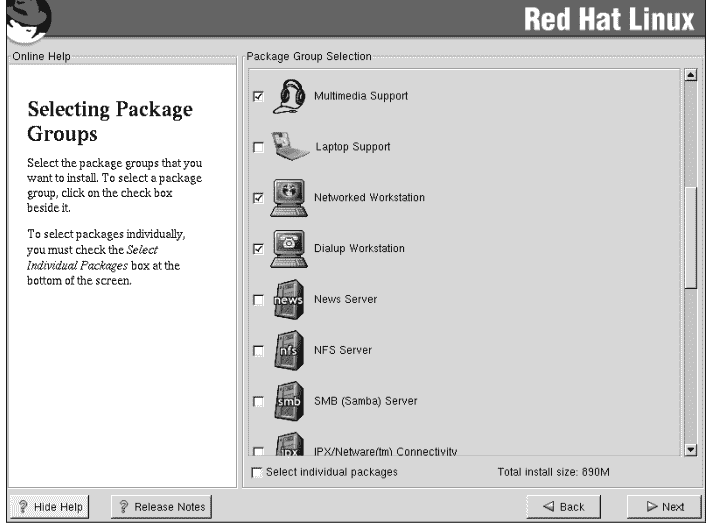 Red Hat Linux
Online Help
Selecting Package
Groups
Select the package groups that you
want to install. To select a package
group, click on the check box
beside it.
To select packages individually,
you must check the Select
Individual Packages box at the
bottom of the screen.
Package Group Selection
Multimedia Support
Laptop Support
Networked Workstation
Dialup Workstation
news
News Server
nfs
NFS Server
smb
SMB (Samba) Server
ipx
IPX/Netware(tm) Connectivity
Select individual packages
Total install size: 890M
? Hide Help
? Release Notes
Back
Next